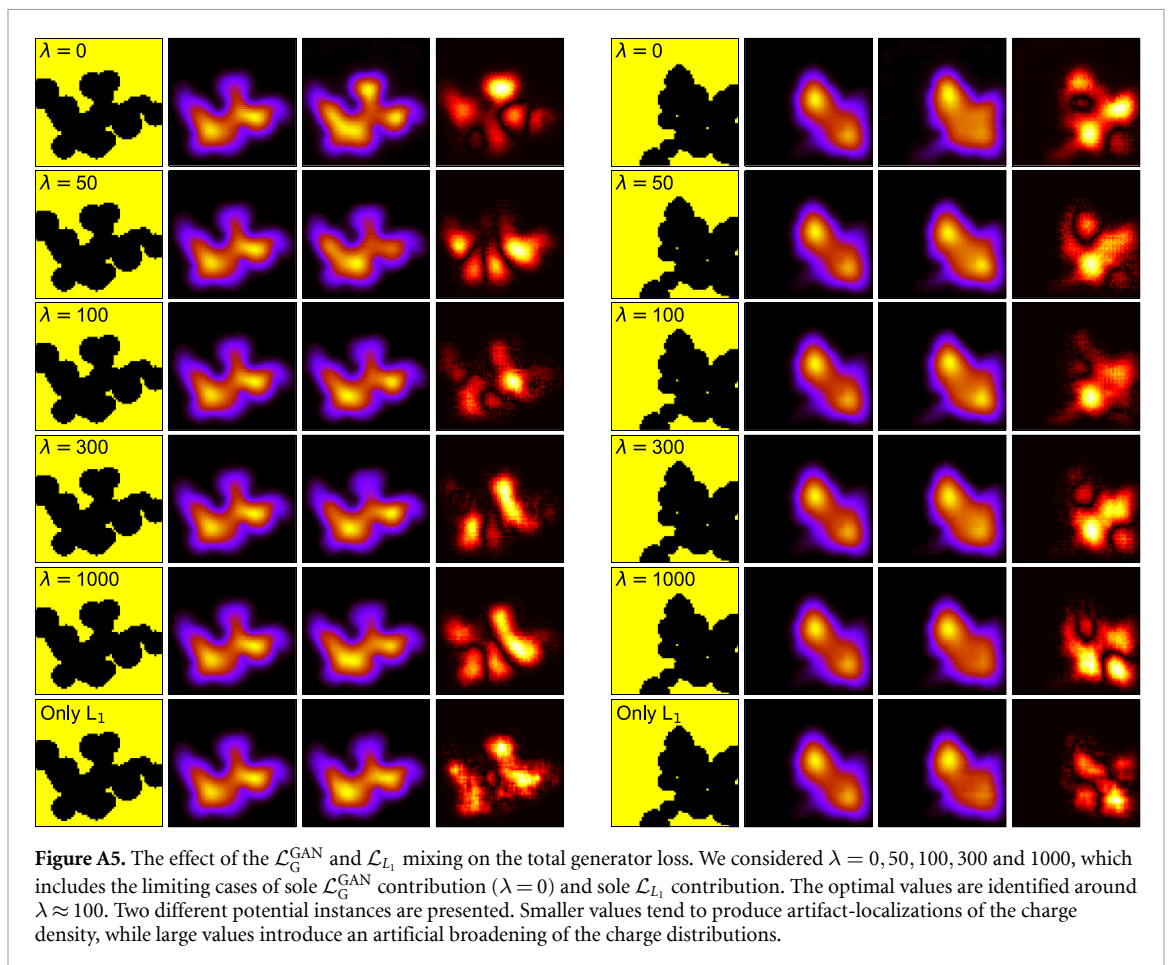 λ = 0 λ = 0
λ = 50 λ = 50
λ = 100 λ = 100
λ = 300 λ = 300
λ = 1000 λ = 1000
Only L₁ Only L₁
Figure A5. The effect of the ℒ_G^GAN and ℒ_L₁ mixing on the total generator loss. We considered λ = 0, 50, 100, 300 and 1000, which
includes the limiting cases of sole ℒ_G^GAN contribution (λ = 0) and sole ℒ_L₁ contribution. The optimal values are identified around
λ ≈ 100. Two different potential instances are presented. Smaller values tend to produce artifact-localizations of the charge
density, while large values introduce an artificial broadening of the charge distributions.